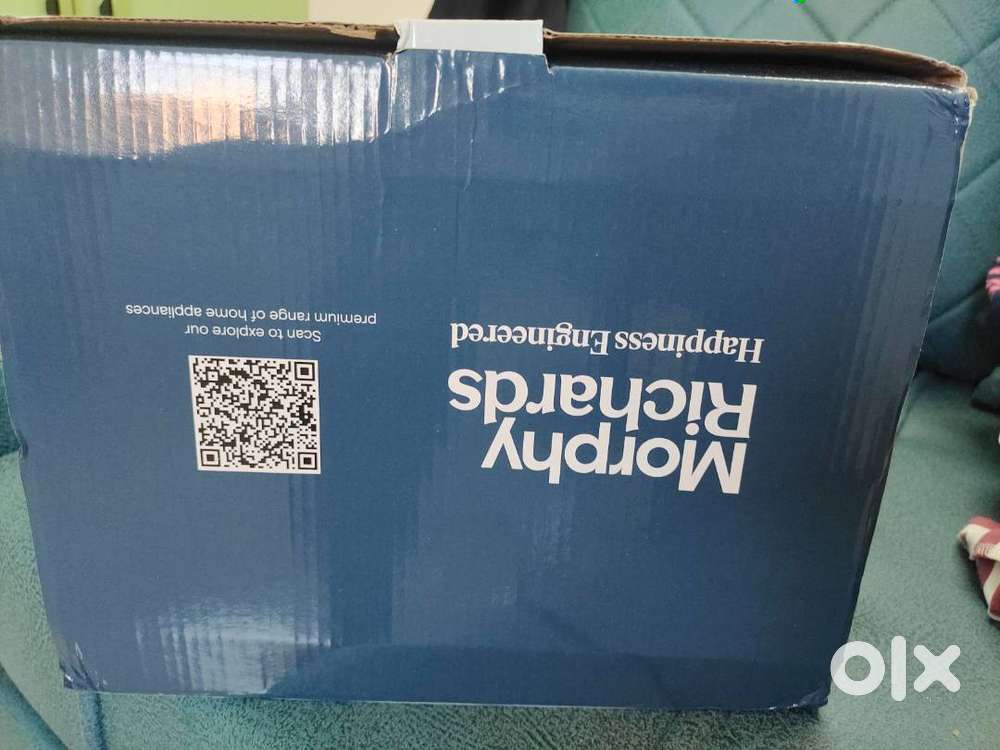 Morphy
Richards
Happiness Engineered
Scan to explore our
premium range of home appliances
olx